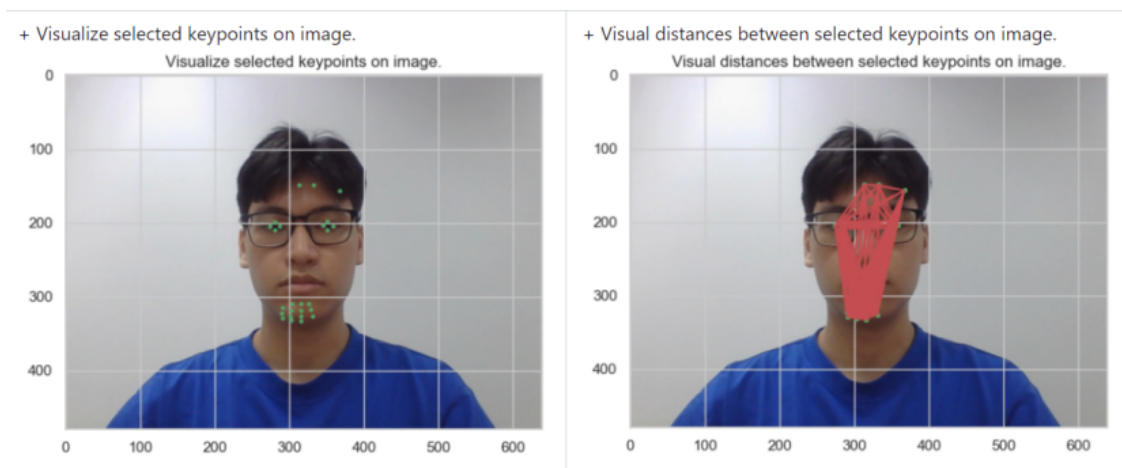 + Visualize selected keypoints on image.
Visualize selected keypoints on image.
0
100
200
300
400
0 100 200 300 400 500 600
+ Visual distances between selected keypoints on image.
Visual distances between selected keypoints on image.
0
100
200
300
400
0 100 200 300 400 500 600